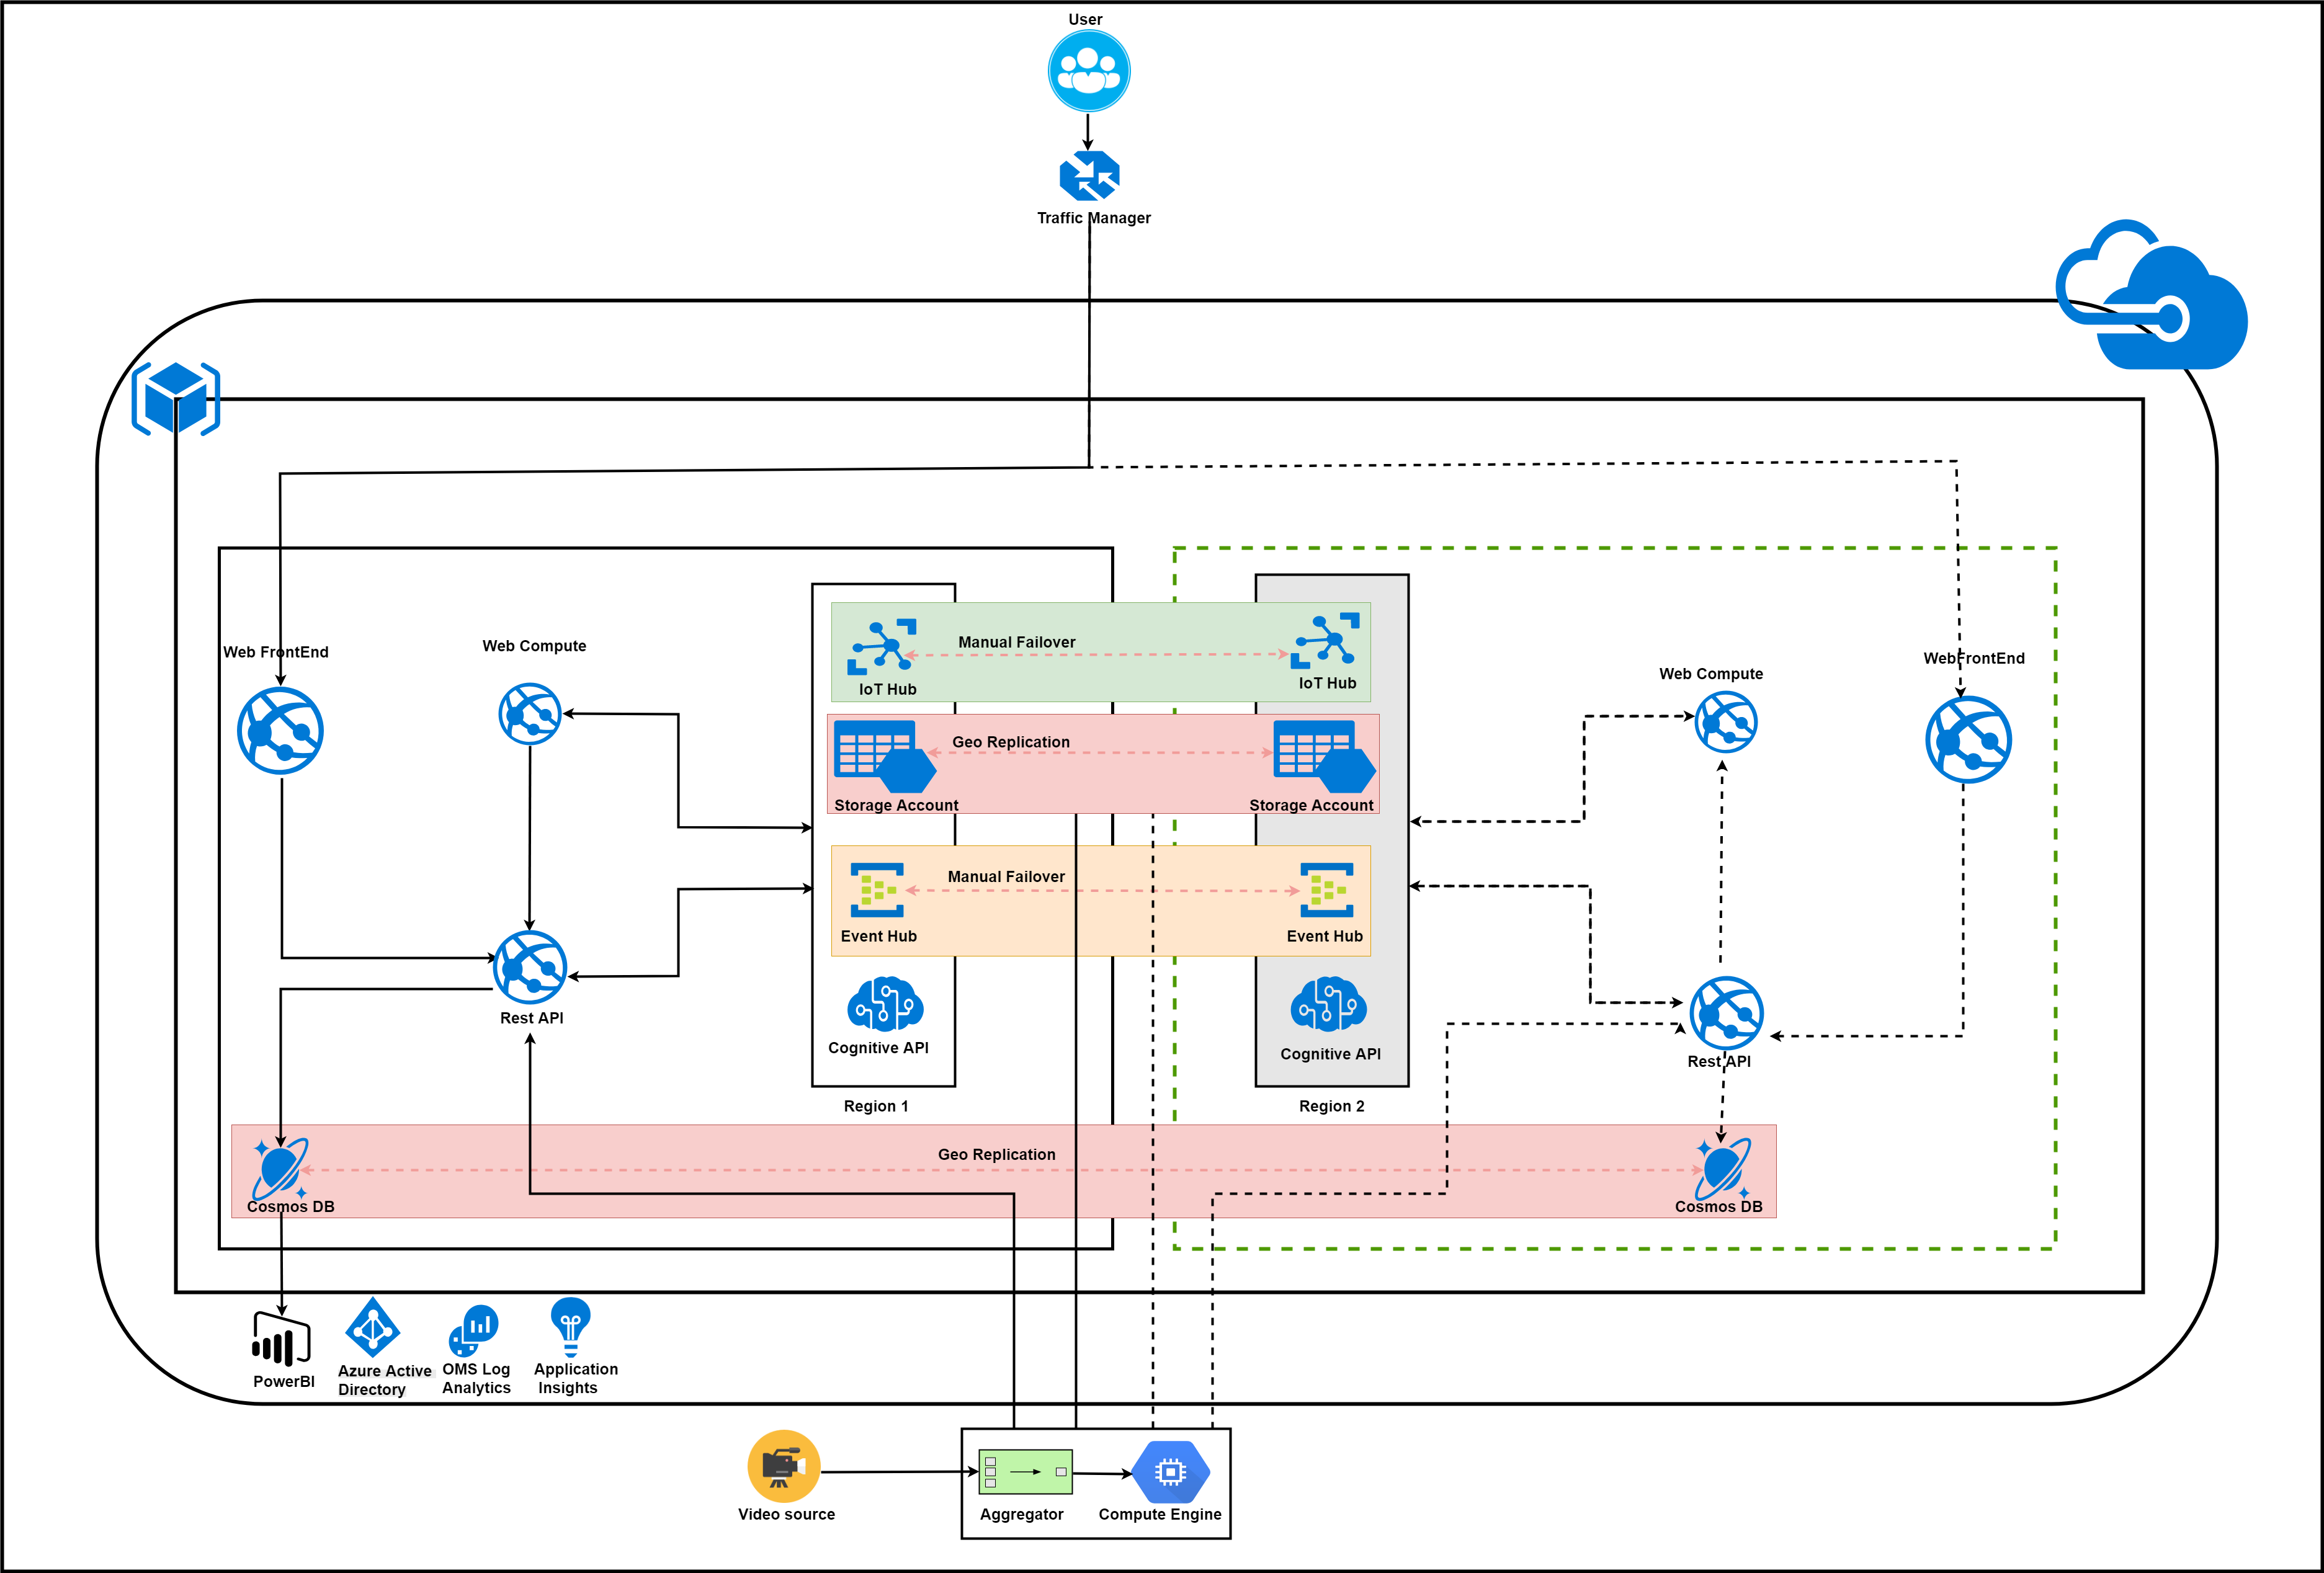 User
Traffic Manager
Web FrontEnd
Web Compute
Manual Failover
IoT Hub
IoT Hub
Web Compute
WebFrontEnd
Geo Replication
Storage Account
Storage Account
Manual Failover
Event Hub
Event Hub
Rest API
Cognitive API
Cognitive API
Rest API
Region 1
Region 2
Geo Replication
Cosmos DB
Cosmos DB
PowerBI
Azure Active
Directory
OMS Log
Analytics
Application
Insights
Video source
Aggregator
Compute Engine